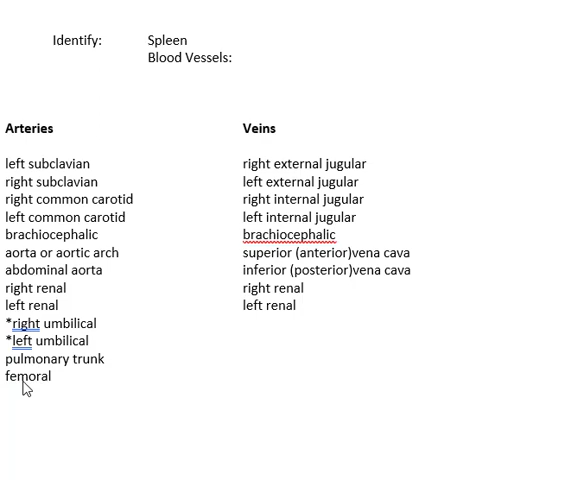 Identify: Spleen
Blood Vessels:
Arteries Veins
left subclavian right external jugular
right subclavian left external jugular
right common carotid right internal jugular
left common carotid left internal jugular
brachiocephalic brachiocephalic
aorta or aortic arch superior (anterior)vena cava
abdominal aorta inferior (posterior)vena cava
right renal right renal
left renal left renal
*right umbilical
*left umbilical
pulmonary trunk
femoral